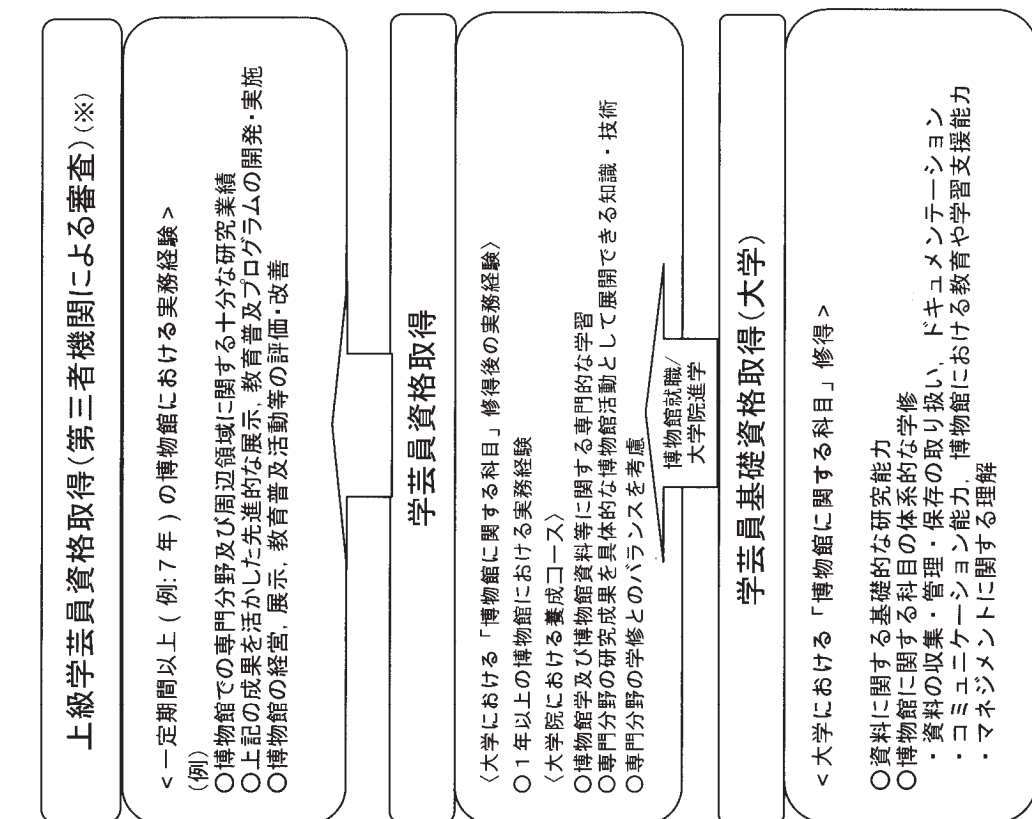 上級学芸員資格取得(第三者機関による審査)(※)
<一定期間以上(例:7年)の博物館における実務経験>
(例)
○博物館での専門分野及び周辺領域に関する十分な研究業績
○上記の成果を活かした先進的な展示,教育普及プログラムの開発・実施
○博物館の経営,展示,教育普及活動等の評価・改善
学芸員資格取得
〈大学における「博物館に関する科目」修得後の実務経験〉
○1年以上の博物館における実務経験
〈大学院における養成コース〉
○博物館学及び博物館資料等に関する専門的な学習
○専門分野の研究成果を具体的な博物館活動として展開できる知識・技術
○専門分野の学修とのバランスを考慮
博物館就職/
大学院進学
学芸員基礎資格取得(大学)
<大学における「博物館に関する科目」修得>
○資料に関する基礎的な研究能力
○博物館に関する科目の体系的な学修
・資料の収集・管理・保存の取り扱い,ドキュメンテーション
・コミュニケーション能力,博物館における教育や学習支援能力
・マネジメントに関する理解